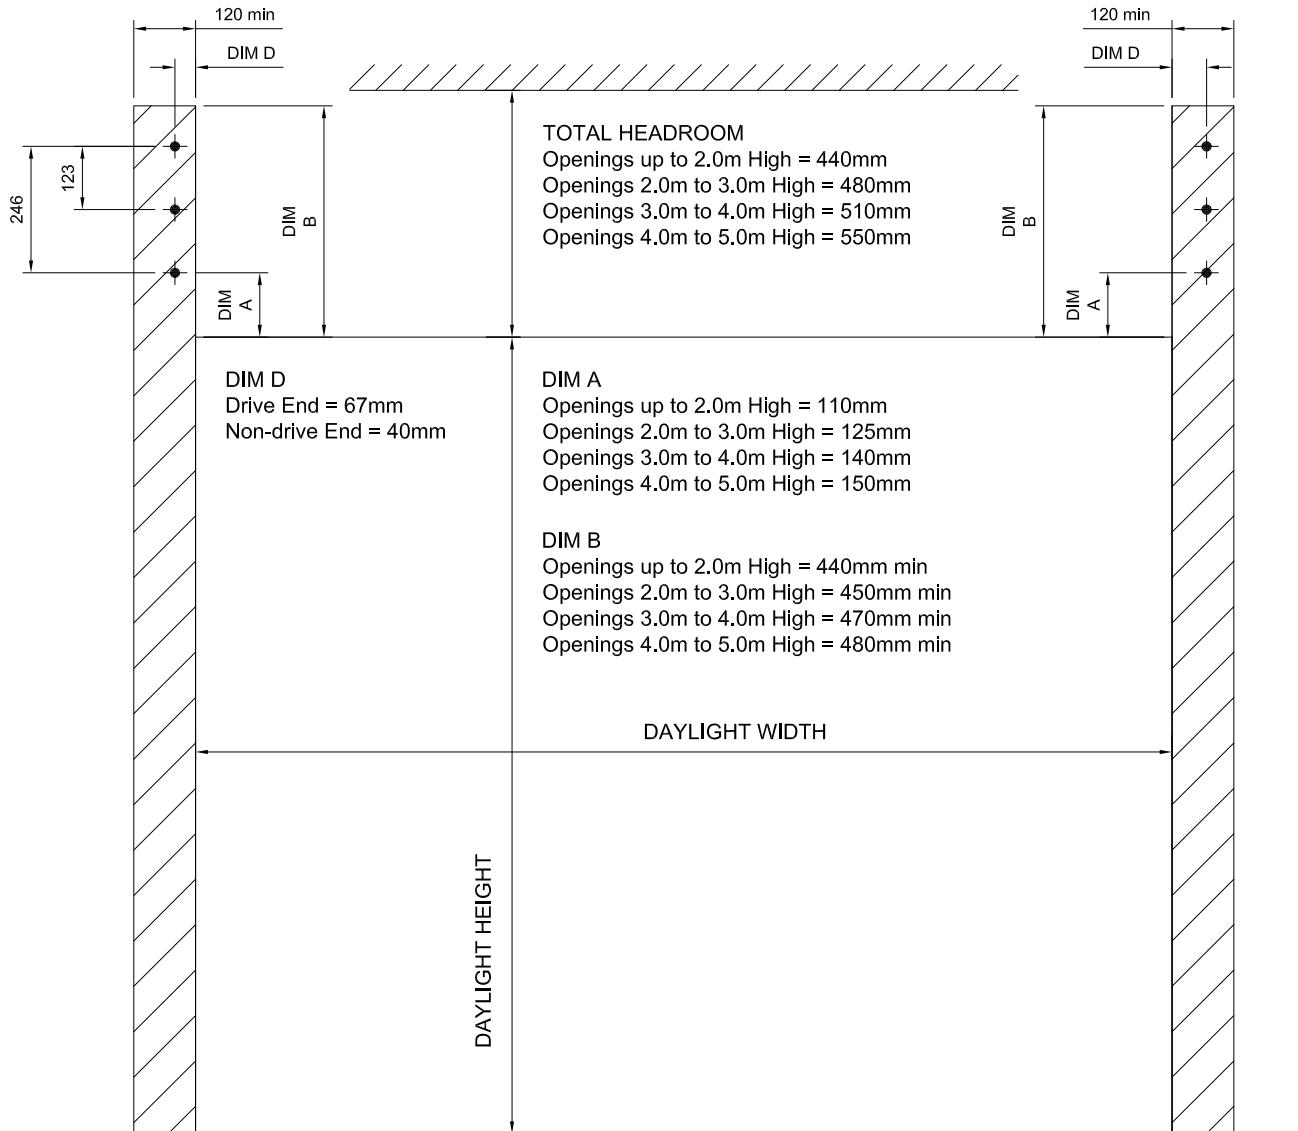 120 min
120 min
DIM D
DIM D
TOTAL HEADROOM
Openings up to 2.0m High = 440mm
Openings 2.0m to 3.0m High = 480mm
Openings 3.0m to 4.0m High = 510mm
Openings 4.0m to 5.0m High = 550mm
246
123
DIM
B
DIM
B
DIM
A
DIM
A
DIM D
Drive End = 67mm
Non-drive End = 40mm
DIM A
Openings up to 2.0m High = 110mm
Openings 2.0m to 3.0m High = 125mm
Openings 3.0m to 4.0m High = 140mm
Openings 4.0m to 5.0m High = 150mm
DIM B
Openings up to 2.0m High = 440mm min
Openings 2.0m to 3.0m High = 450mm min
Openings 3.0m to 4.0m High = 470mm min
Openings 4.0m to 5.0m High = 480mm min
DAYLIGHT WIDTH
DAYLIGHT HEIGHT